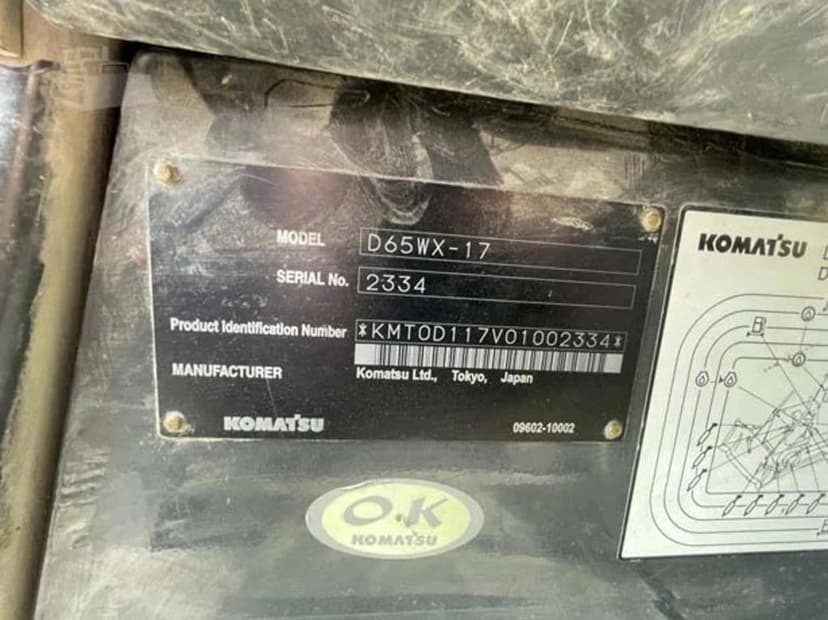 MODEL D65WX-17
SERIAL No. 2334
Product Identification Number *KMT0D117V01002334*
MANUFACTURER Komatsu Ltd., Tokyo, Japan
KOMATSU 09602-10002
KOMATSU
OK
KOMATSU